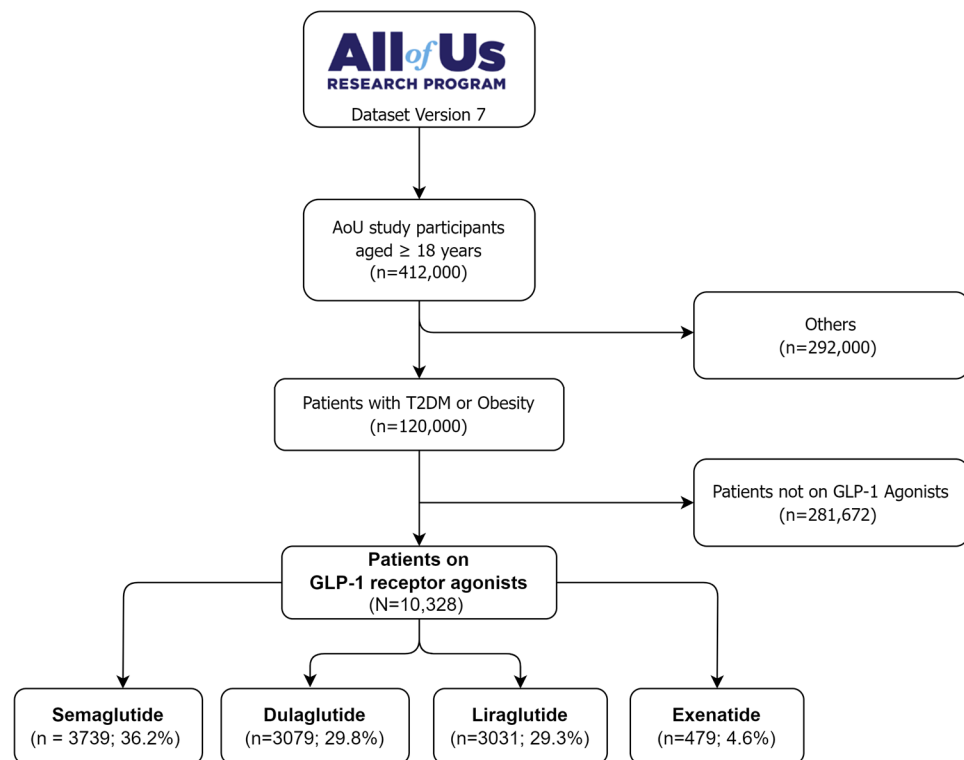 All of Us
RESEARCH PROGRAM
Dataset Version 7
AoU study participants
aged ≥ 18 years
(n=412,000)
Others
(n=292,000)
Patients with T2DM or Obesity
(n=120,000)
Patients not on GLP-1 Agonists
(n=281,672)
Patients on
GLP-1 receptor agonists
(N=10,328)
Semaglutide
(n = 3739; 36.2%)
Dulaglutide
(n=3079; 29.8%)
Liraglutide
(n=3031; 29.3%)
Exenatide
(n=479; 4.6%)